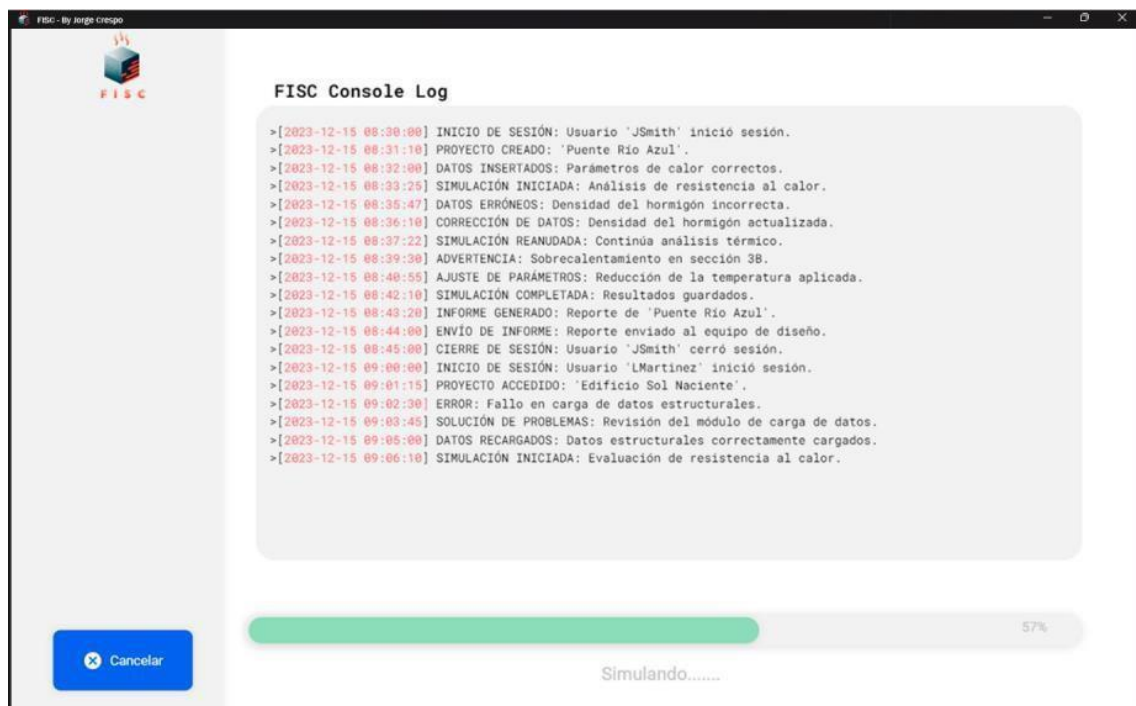 FISC - By Jorge Crespo
FISC
FISC Console Log
>[2023-12-15 08:30:00] INICIO DE SESIÓN: Usuario 'JSmith' inició sesión.
>[2023-12-15 08:31:10] PROYECTO CREADO: 'Puente Río Azul'.
>[2023-12-15 08:32:00] DATOS INSERTADOS: Parámetros de calor correctos.
>[2023-12-15 08:33:25] SIMULACIÓN INICIADA: Análisis de resistencia al calor.
>[2023-12-15 08:35:47] DATOS ERRÓNEOS: Densidad del hormigón incorrecta.
>[2023-12-15 08:36:10] CORRECCIÓN DE DATOS: Densidad del hormigón actualizada.
>[2023-12-15 08:37:22] SIMULACIÓN REANUDADA: Continúa análisis térmico.
>[2023-12-15 08:39:30] ADVERTENCIA: Sobrecalentamiento en sección 3B.
>[2023-12-15 08:40:55] AJUSTE DE PARÁMETROS: Reducción de la temperatura aplicada.
>[2023-12-15 08:42:10] SIMULACIÓN COMPLETADA: Resultados guardados.
>[2023-12-15 08:43:20] INFORME GENERADO: Reporte de 'Puente Río Azul'.
>[2023-12-15 08:44:00] ENVÍO DE INFORME: Reporte enviado al equipo de diseño.
>[2023-12-15 08:45:00] CIERRE DE SESIÓN: Usuario 'JSmith' cerró sesión.
>[2023-12-15 09:00:00] INICIO DE SESIÓN: Usuario 'LMartinez' inició sesión.
>[2023-12-15 09:01:15] PROYECTO ACCEDIDO: 'Edificio Sol Naciente'.
>[2023-12-15 09:02:30] ERROR: Fallo en carga de datos estructurales.
>[2023-12-15 09:03:45] SOLUCIÓN DE PROBLEMAS: Revisión del módulo de carga de datos.
>[2023-12-15 09:05:00] DATOS RECARGADOS: Datos estructurales correctamente cargados.
>[2023-12-15 09:06:10] SIMULACIÓN INICIADA: Evaluación de resistencia al calor.
57%
Cancelar
Simulando.......